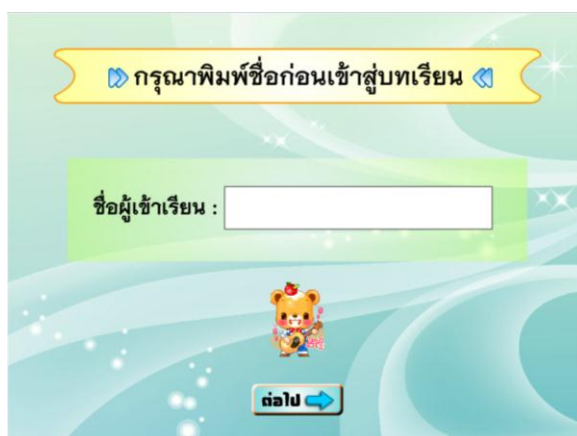 กรุณาพิมพ์ชื่อก่อนเข้าสู่บทเรียน
ชื่อผู้เข้าเรียน :
ต่อไป